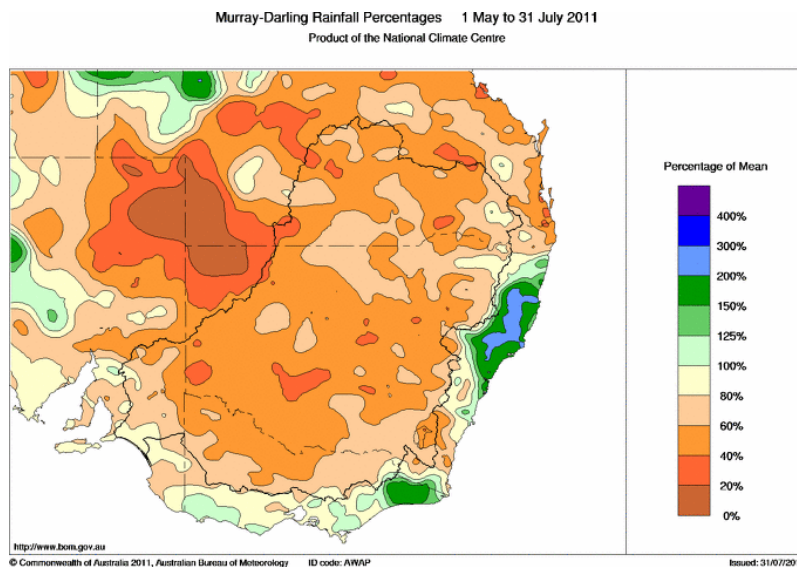 Murray-Darling Rainfall Percentages 1 May to 31 July 2011
Product of the National Climate Centre
Percentage of Mean
400%
300%
200%
150%
125%
100%
80%
60%
40%
20%
0%
http://www.bom.gov.au
© Commonwealth of Australia 2011, Australian Bureau of Meteorology ID code: AWAP Issued: